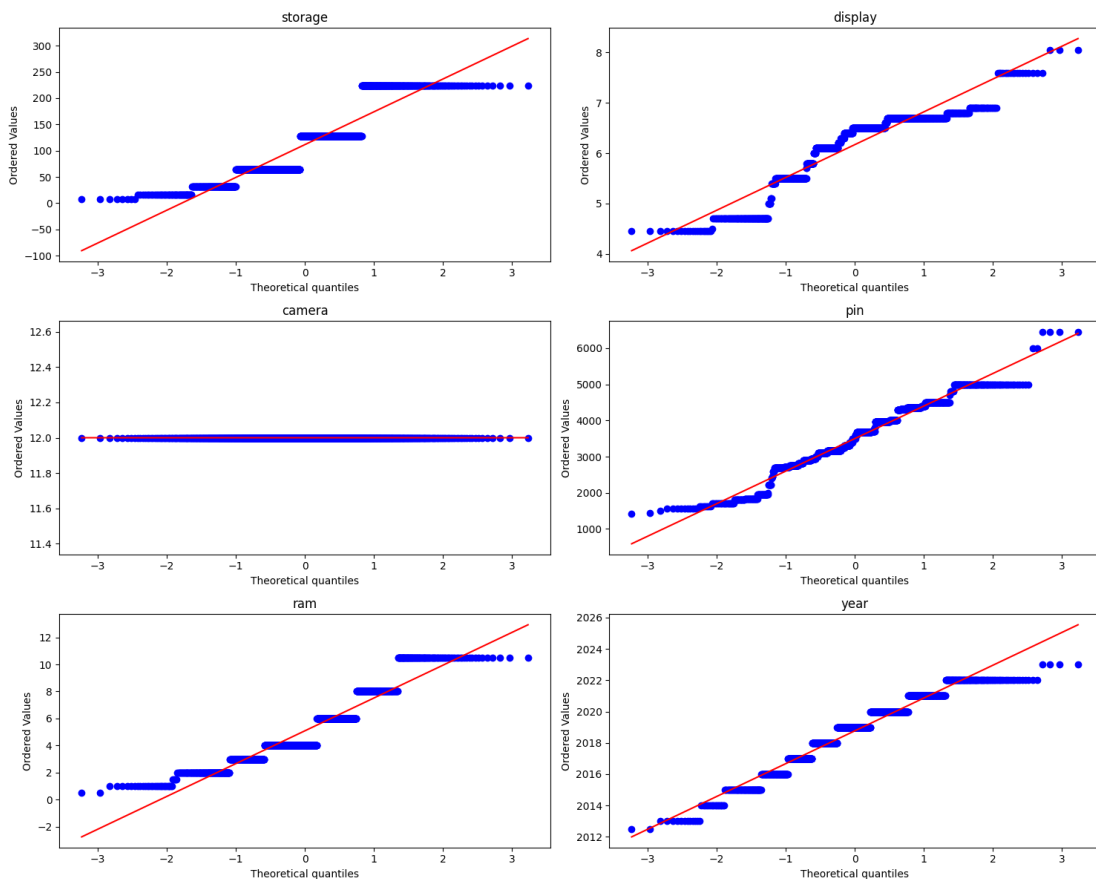 storage
300
250
200
150
100
50
0
−50
−100
Ordered Values
−3 −2 −1 0 1 2 3
Theoretical quantiles
display
8
7
6
5
4
Ordered Values
−3 −2 −1 0 1 2 3
Theoretical quantiles
camera
12.6
12.4
12.2
12.0
11.8
11.6
11.4
Ordered Values
−3 −2 −1 0 1 2 3
Theoretical quantiles
pin
6000
5000
4000
3000
2000
1000
Ordered Values
−3 −2 −1 0 1 2 3
Theoretical quantiles
ram
12
10
8
6
4
2
0
−2
Ordered Values
−3 −2 −1 0 1 2 3
Theoretical quantiles
year
2026
2024
2022
2020
2018
2016
2014
2012
Ordered Values
−3 −2 −1 0 1 2 3
Theoretical quantiles